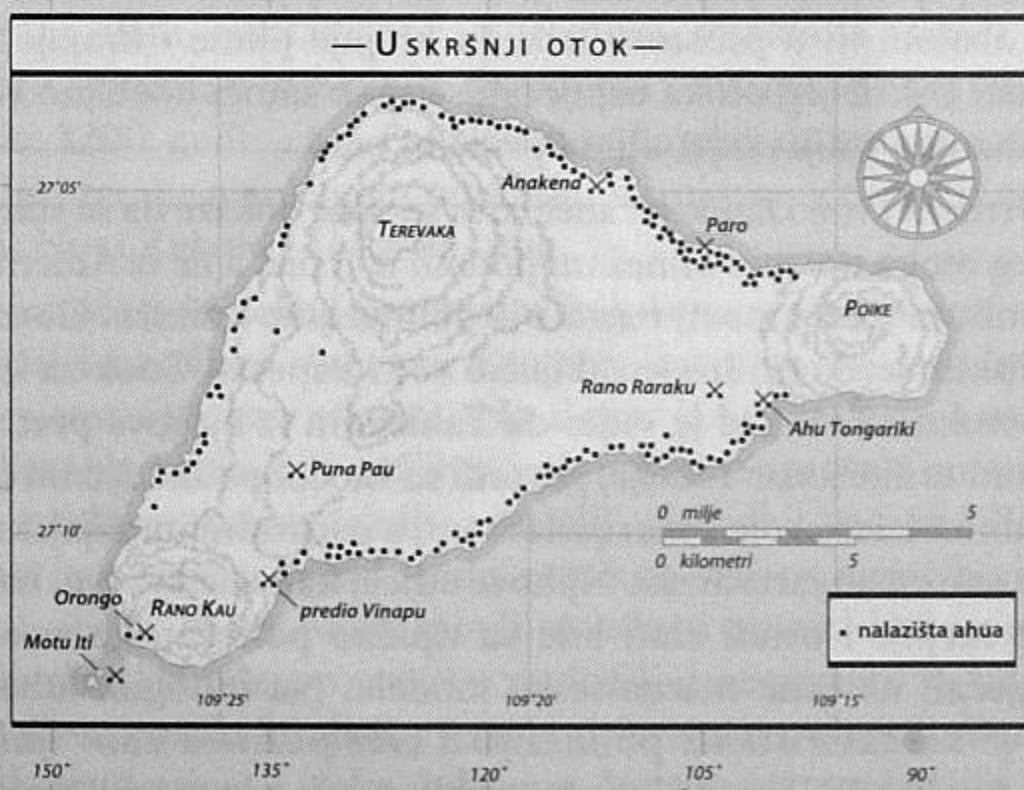 USKRŠNJI OTOK
27°05'
Anakena
Paro
TEREVAKA
POIKE
Rano Raraku
Ahu Tongariki
Puna Pau
0 milje 5
27°10'
0 kilometri 5
Orongo
RANO KAU
predio Vinapu
nalazišta ahua
Motu Iti
109°25' 109°20' 109°15'
150° 135° 120° 105° 90°